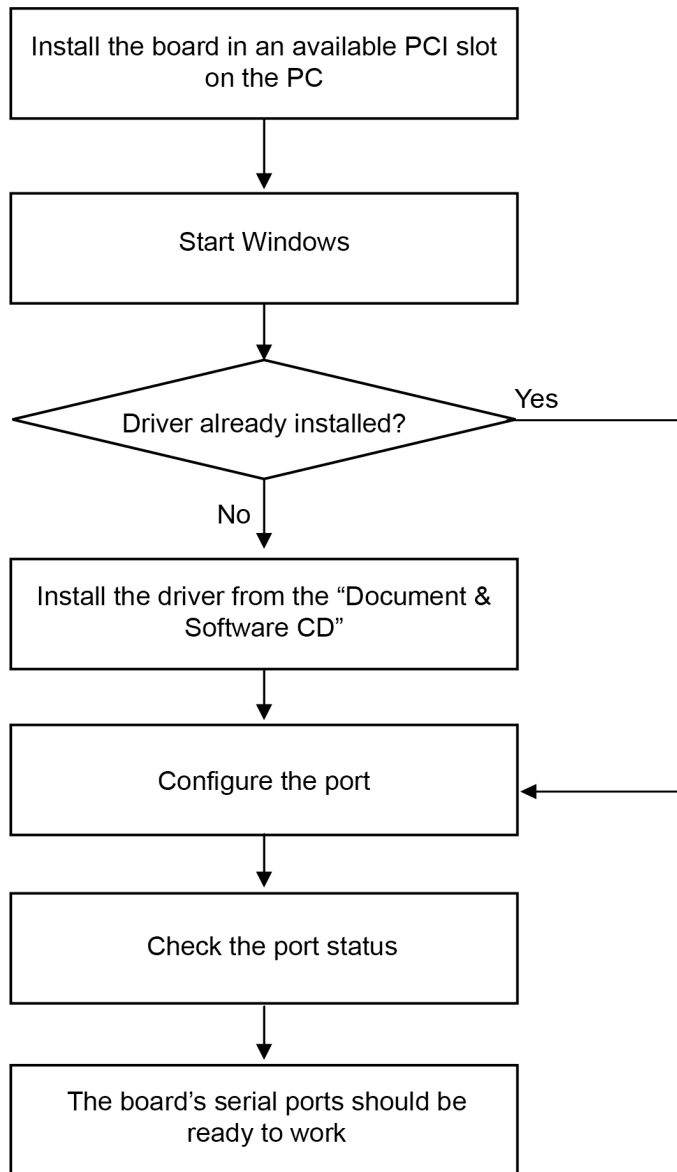 Install the board in an available PCI slot
on the PC
Start Windows
Driver already installed?
Yes
No
Install the driver from the “Document &
Software CD”
Configure the port
Check the port status
The board’s serial ports should be
ready to work